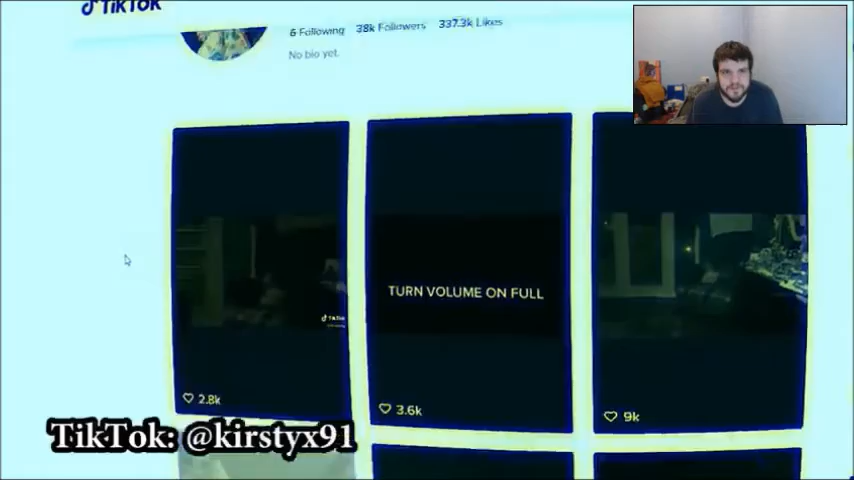 TikTok
6 Following 38k Followers 337.3k Likes
No bio yet.
TURN VOLUME ON FULL
TikTok
2.8k
3.6k
9k
TikTok: @kirstyx91